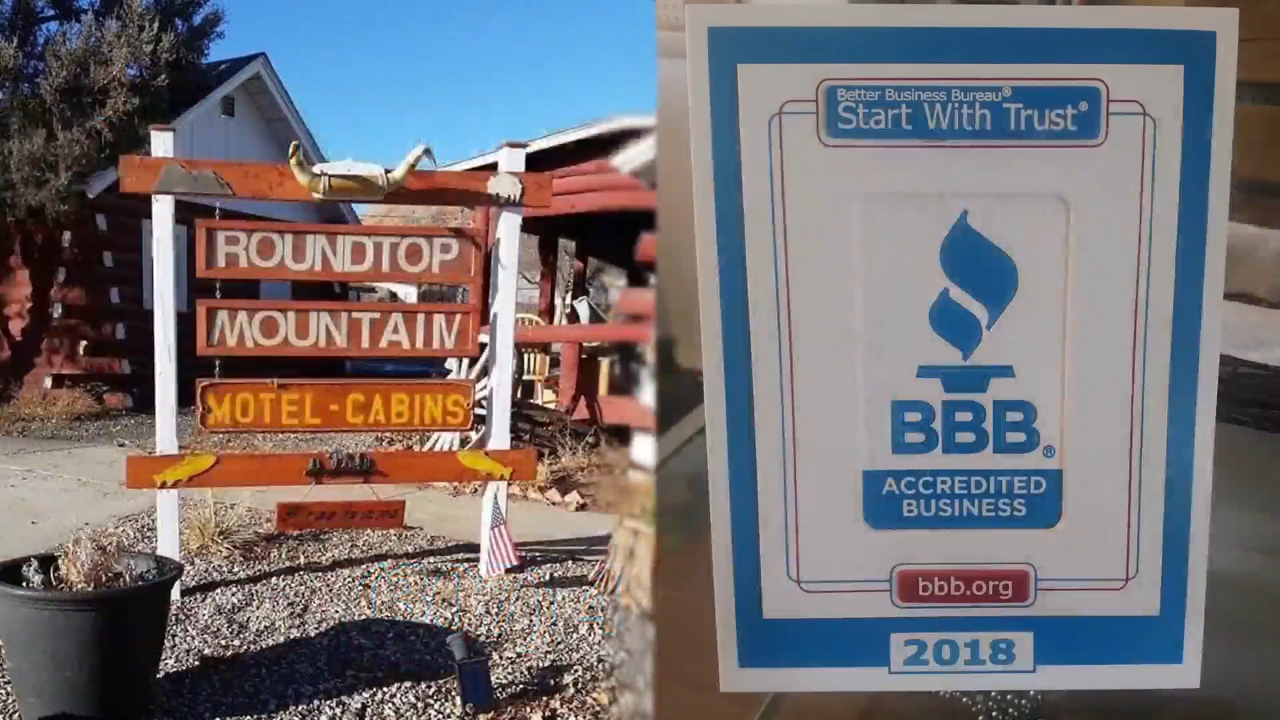 ROUNDTOP
MOUNTAIN
MOTEL-CABINS
Better Business Bureau®
Start With Trust®
BBB®
ACCREDITED
BUSINESS
bbb.org
2018